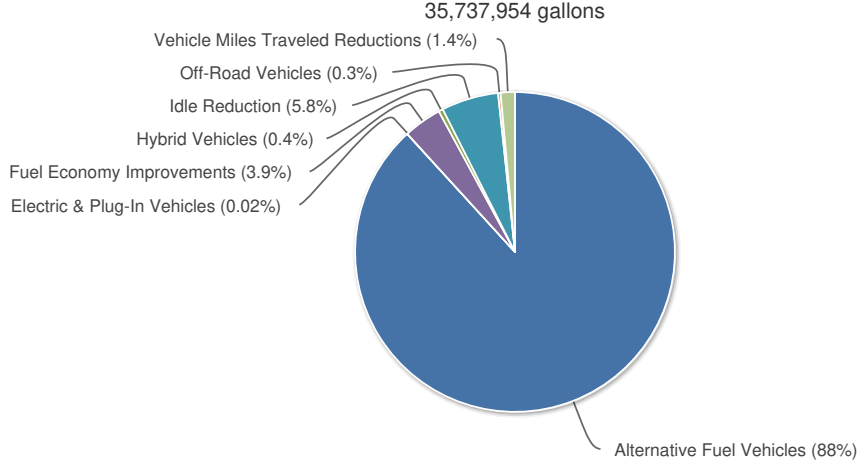 35,737,954 gallons
Vehicle Miles Traveled Reductions (1.4%)
Off-Road Vehicles (0.3%)
Idle Reduction (5.8%)
Hybrid Vehicles (0.4%)
Fuel Economy Improvements (3.9%)
Electric & Plug-In Vehicles (0.02%)
Alternative Fuel Vehicles (88%)